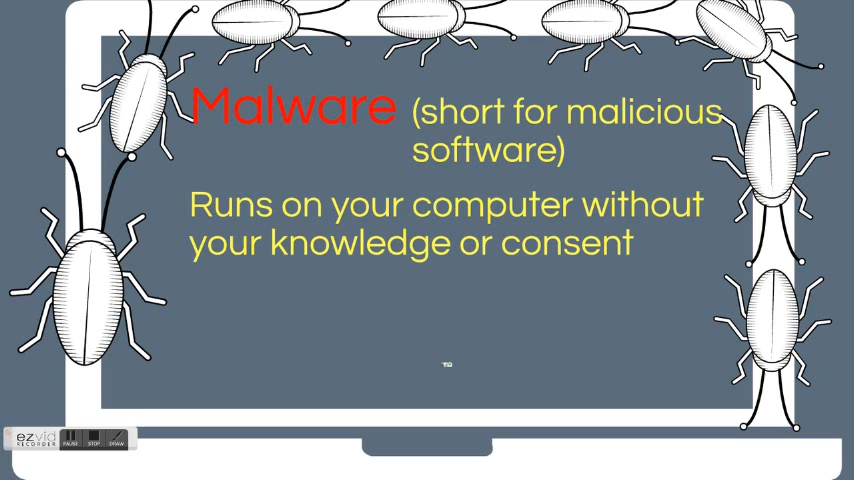 Malware (short for malicious
software)
Runs on your computer without
your knowledge or consent
ezvid
RECORDER
PAUSE STOP DRAW